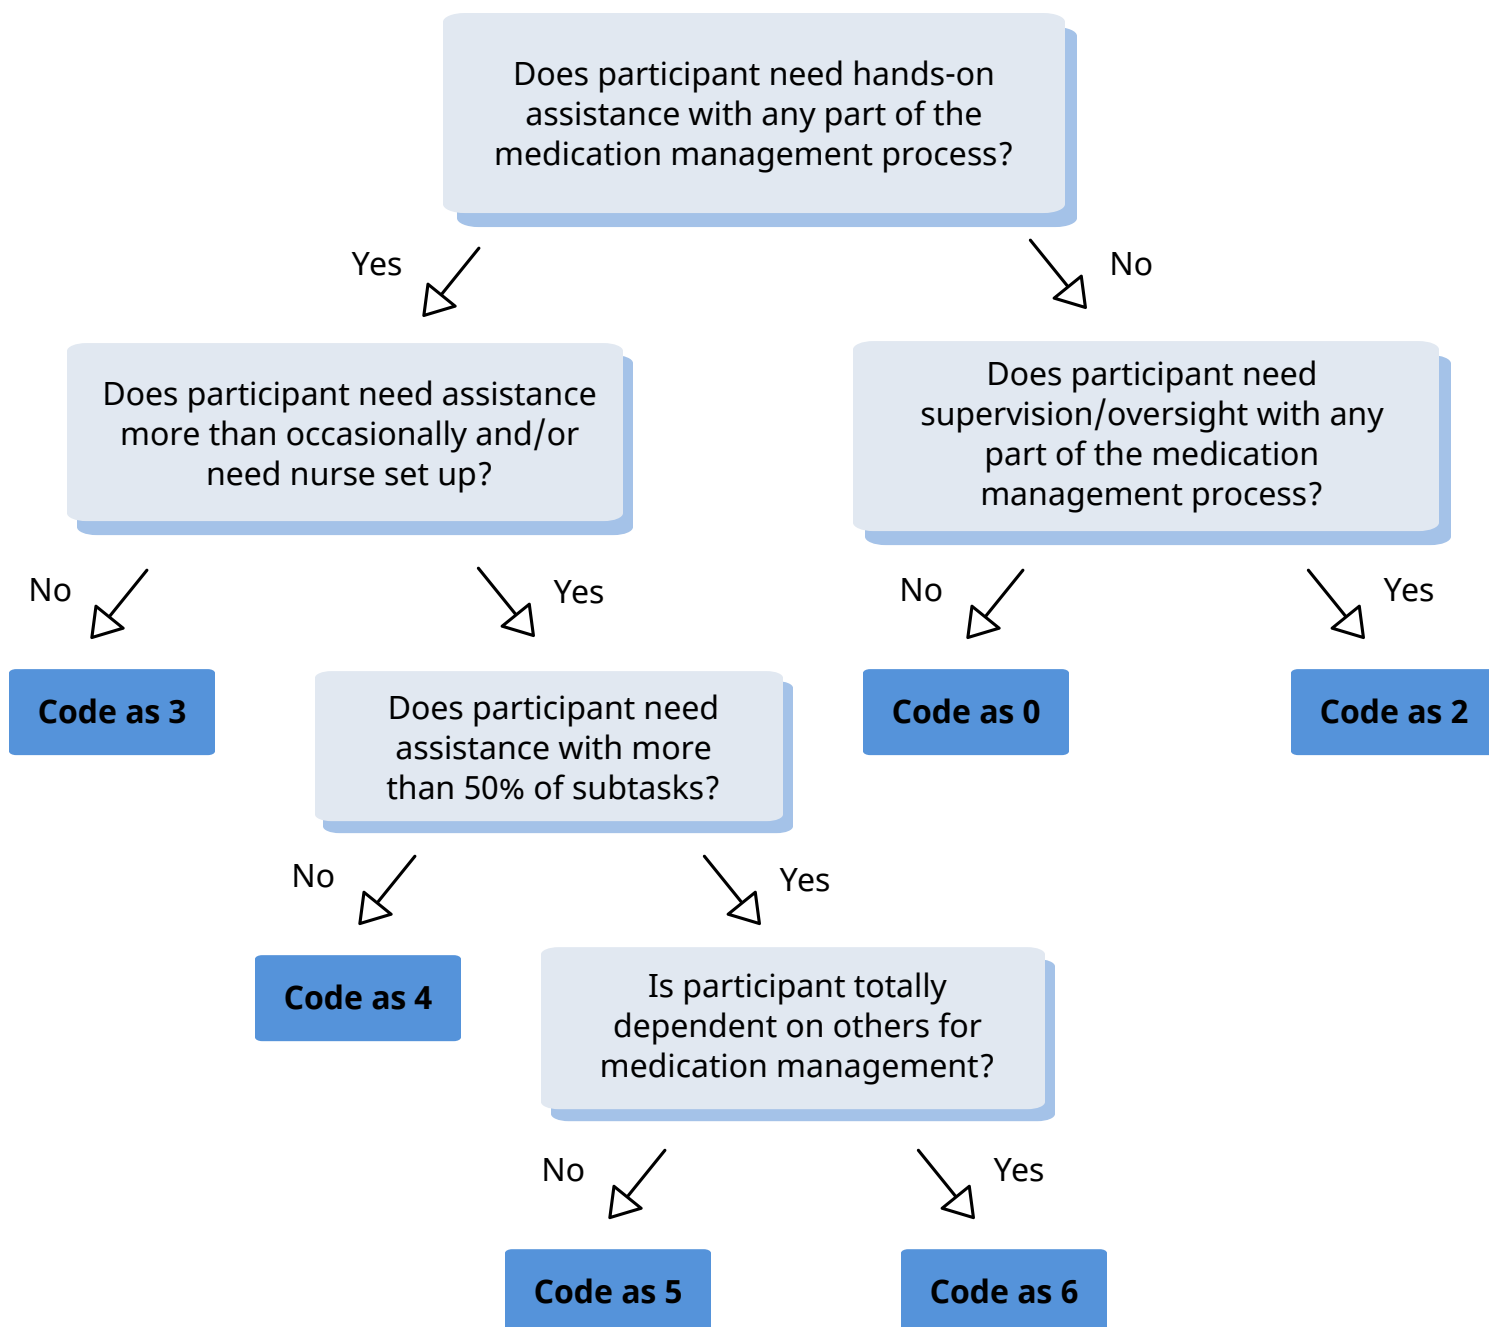 Does participant need hands-on
assistance with any part of the
medication management process?
Yes
No
Does participant need assistance
more than occasionally and/or
need nurse set up?
Does participant need
supervision/oversight with any
part of the medication
management process?
No
Yes
No
Yes
Code as 3
Does participant need
assistance with more
than 50% of subtasks?
Code as 0
Code as 2
No
Yes
Code as 4
Is participant totally
dependent on others for
medication management?
No
Yes
Code as 5
Code as 6